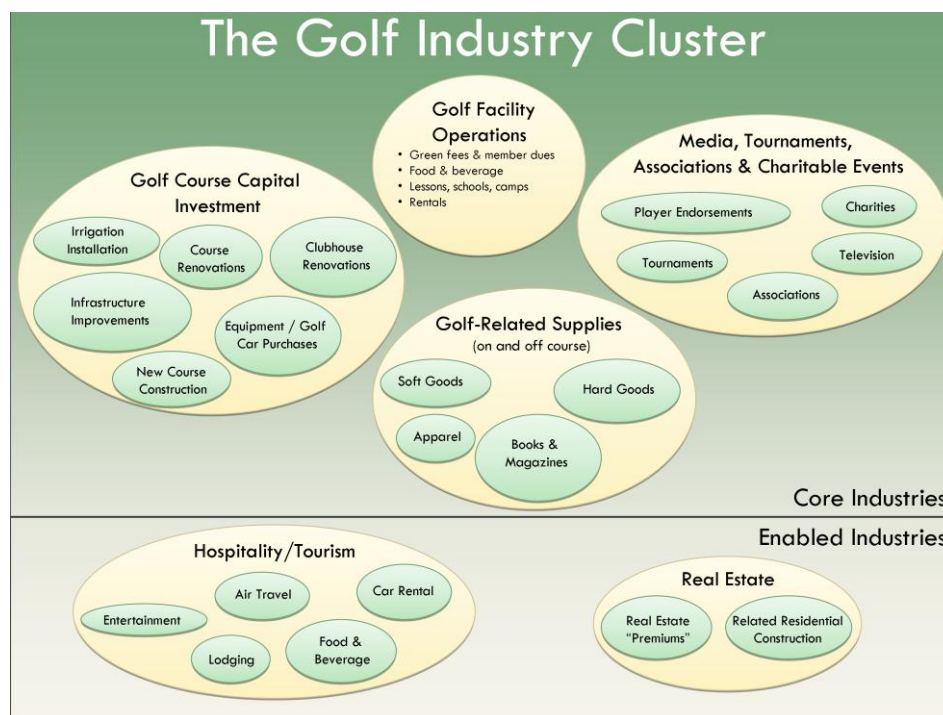 The Golf Industry Cluster
Golf Facility
Operations
• Green fees & member dues
• Food & beverage
• Lessons, schools, camps
• Rentals
Golf Course Capital
Investment
Irrigation
Installation
Course
Renovations
Clubhouse
Renovations
Infrastructure
Improvements
Equipment / Golf
Car Purchases
New Course
Construction
Media, Tournaments,
Associations & Charitable Events
Player Endorsements
Charities
Tournaments
Television
Associations
Golf-Related Supplies
(on and off course)
Soft Goods
Hard Goods
Apparel
Books &
Magazines
Core Industries
Enabled Industries
Hospitality/Tourism
Air Travel
Car Rental
Entertainment
Lodging
Food &
Beverage
Real Estate
Real Estate
"Premiums"
Related Residential
Construction